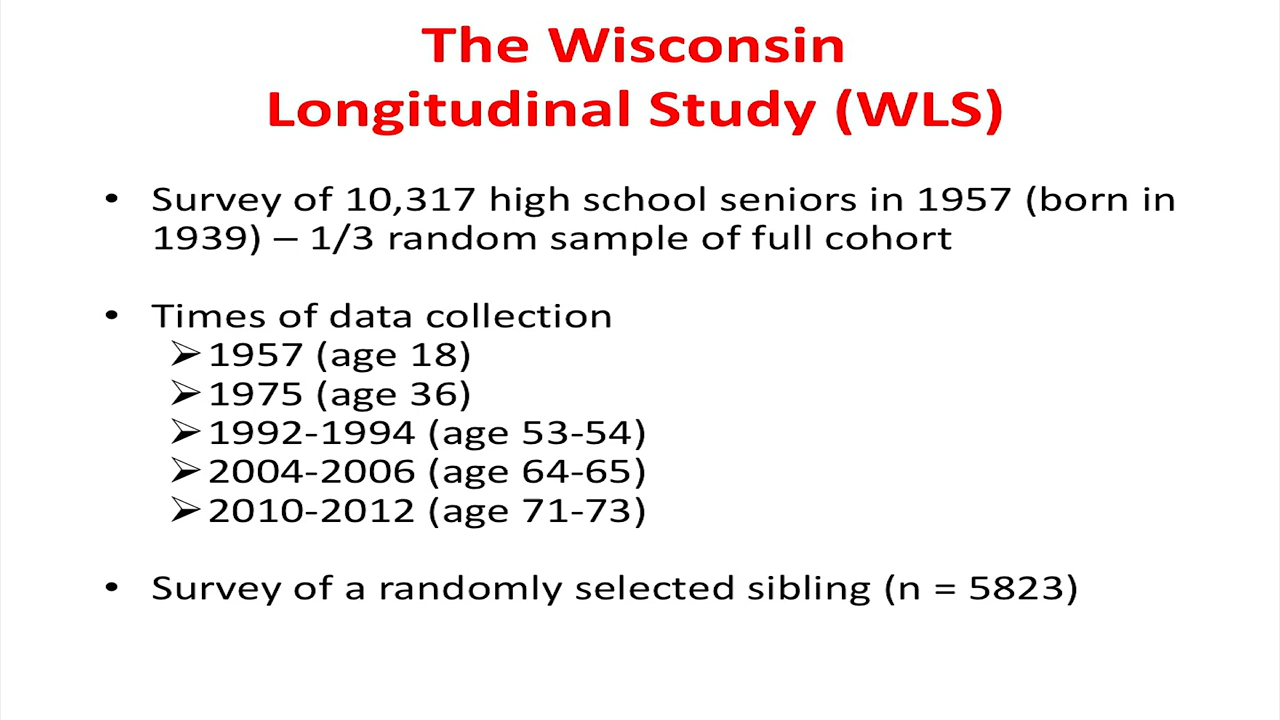 The Wisconsin
Longitudinal Study (WLS)
• Survey of 10,317 high school seniors in 1957 (born in
1939) – 1/3 random sample of full cohort
• Times of data collection
➢1957 (age 18)
➢1975 (age 36)
➢1992-1994 (age 53-54)
➢2004-2006 (age 64-65)
➢2010-2012 (age 71-73)
• Survey of a randomly selected sibling (n = 5823)